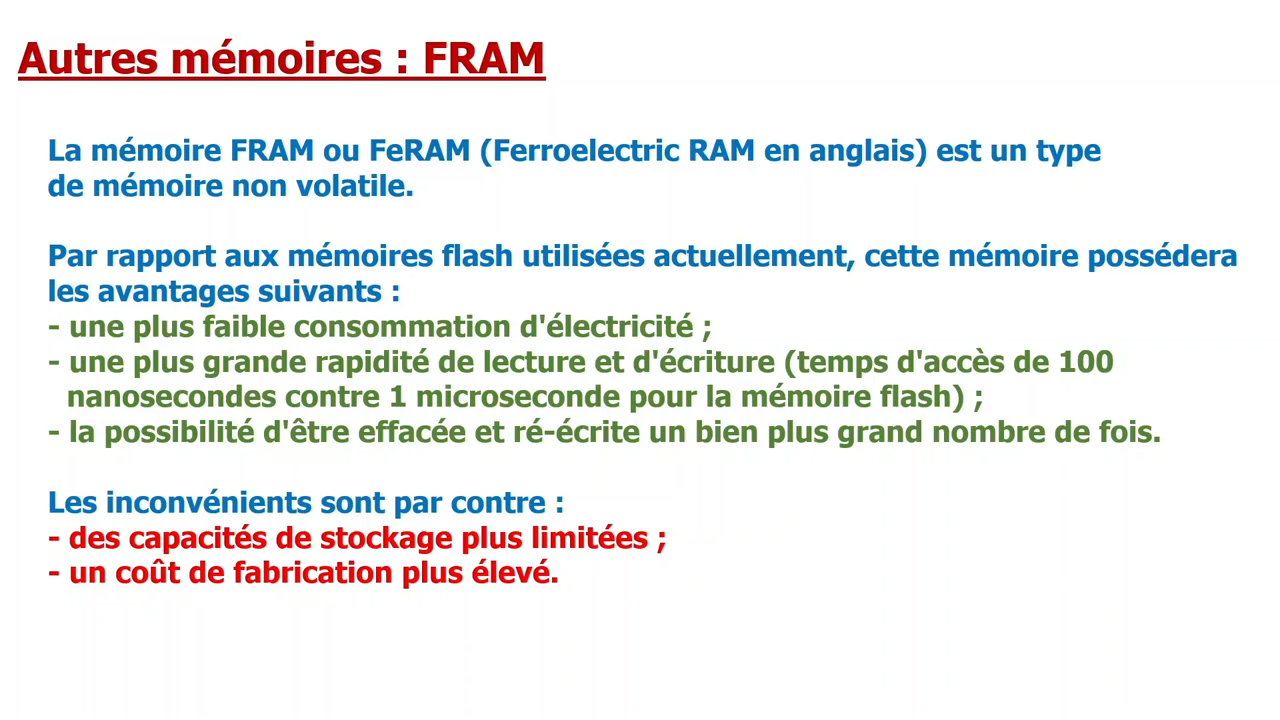 Autres mémoires : FRAM
La mémoire FRAM ou FeRAM (Ferroelectric RAM en anglais) est un type
de mémoire non volatile.
Par rapport aux mémoires flash utilisées actuellement, cette mémoire possédera
les avantages suivants :
- une plus faible consommation d'électricité ;
- une plus grande rapidité de lecture et d'écriture (temps d'accès de 100
nanosecondes contre 1 microseconde pour la mémoire flash) ;
- la possibilité d'être effacée et ré-écrite un bien plus grand nombre de fois.
Les inconvénients sont par contre :
- des capacités de stockage plus limitées ;
- un coût de fabrication plus élevé.